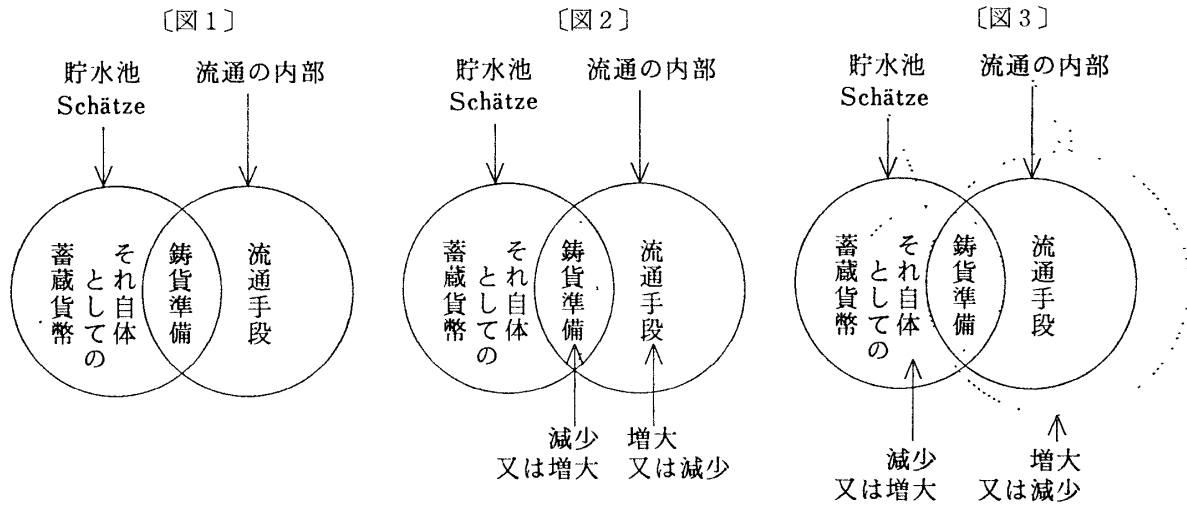 〔図1〕
貯水池
Schätze
流通の内部
それ自体
としての
蓄蔵貨幣
鋳貨準備
流通手段
〔図2〕
貯水池
Schätze
流通の内部
それ自体
としての
蓄蔵貨幣
鋳貨準備
流通手段
減少
又は増大
増大
又は減少
〔図3〕
貯水池
Schätze
流通の内部
それ自体
としての
蓄蔵貨幣
鋳貨準備
流通手段
減少
又は増大
増大
又は減少